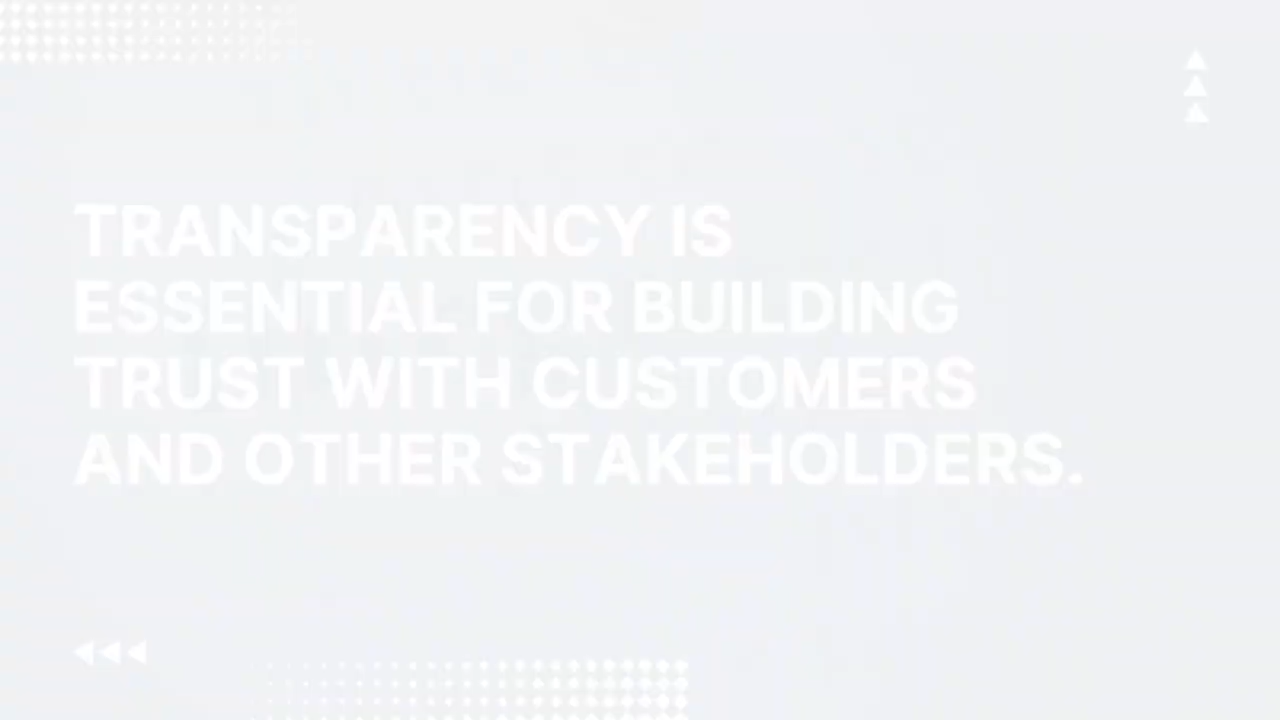 TRANSPARENCY IS
ESSENTIAL FOR BUILDING
TRUST WITH CUSTOMERS
AND OTHER STAKEHOLDERS.